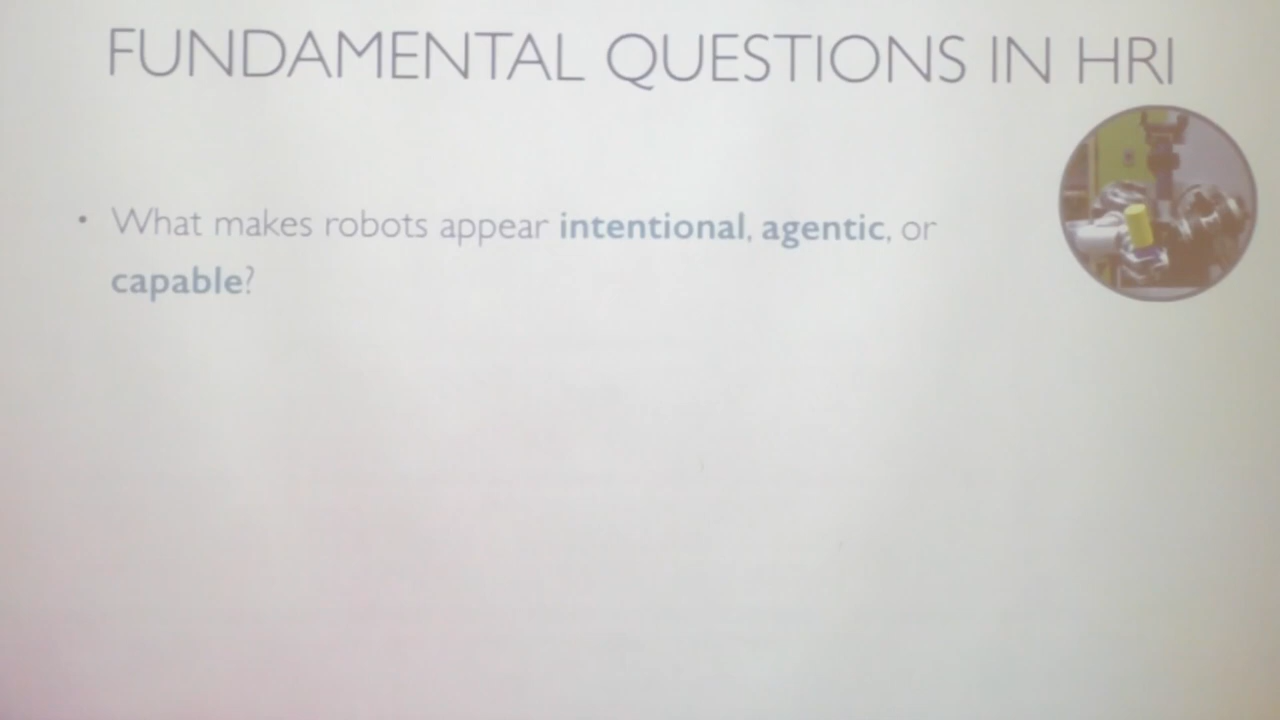 FUNDAMENTAL QUESTIONS IN HRI
• What makes robots appear intentional, agentic, or
capable?